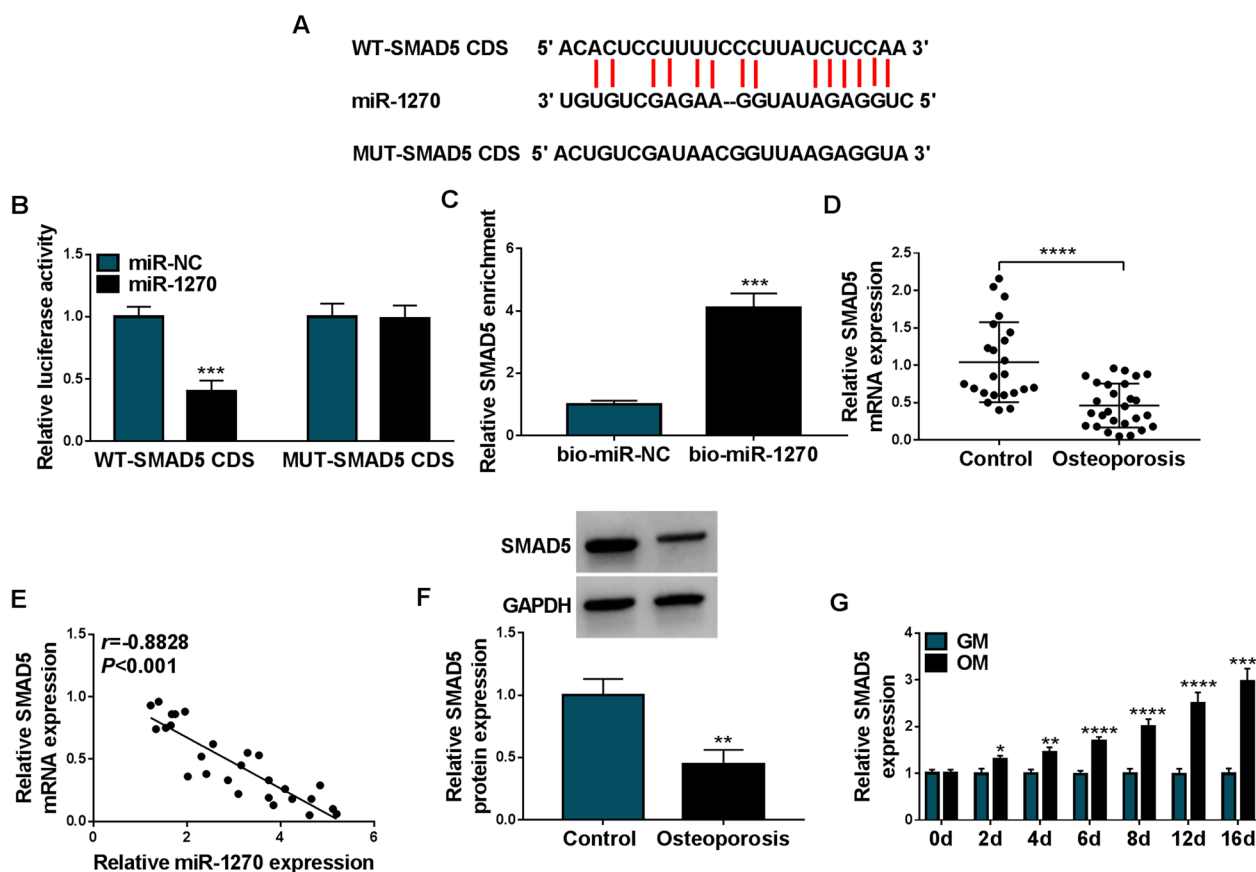 A
WT-SMAD5 CDS 5' ACACUCCUUUUCCCUUAUCUCCAA 3'
miR-1270 3' UGUGUCGAGAA--GGUAUAGAGGUC 5'
MUT-SMAD5 CDS 5' ACUGUCGAUAACGGUUAAGAGGUA 3'
B
Relative luciferase activity
miR-NC
miR-1270
1.5
1.0
0.5
0.0
***
WT-SMAD5 CDS
MUT-SMAD5 CDS
C
Relative SMAD5 enrichment
6
4
2
0
***
bio-miR-NC
bio-miR-1270
D
Relative SMAD5
mRNA expression
2.5
2.0
1.5
1.0
0.5
0.0
****
Control
Osteoporosis
E
Relative SMAD5
mRNA expression
r=-0.8828
P<0.001
1.5
1.0
0.5
0.0
0
2
4
6
Relative miR-1270 expression
F
SMAD5
GAPDH
Relative SMAD5
protein expression
1.5
1.0
0.5
0.0
**
Control
Osteoporosis
G
Relative SMAD5
expression
GM
OM
4
3
2
1
0
*
**
****
****
****
***
0d
2d
4d
6d
8d
12d
16d